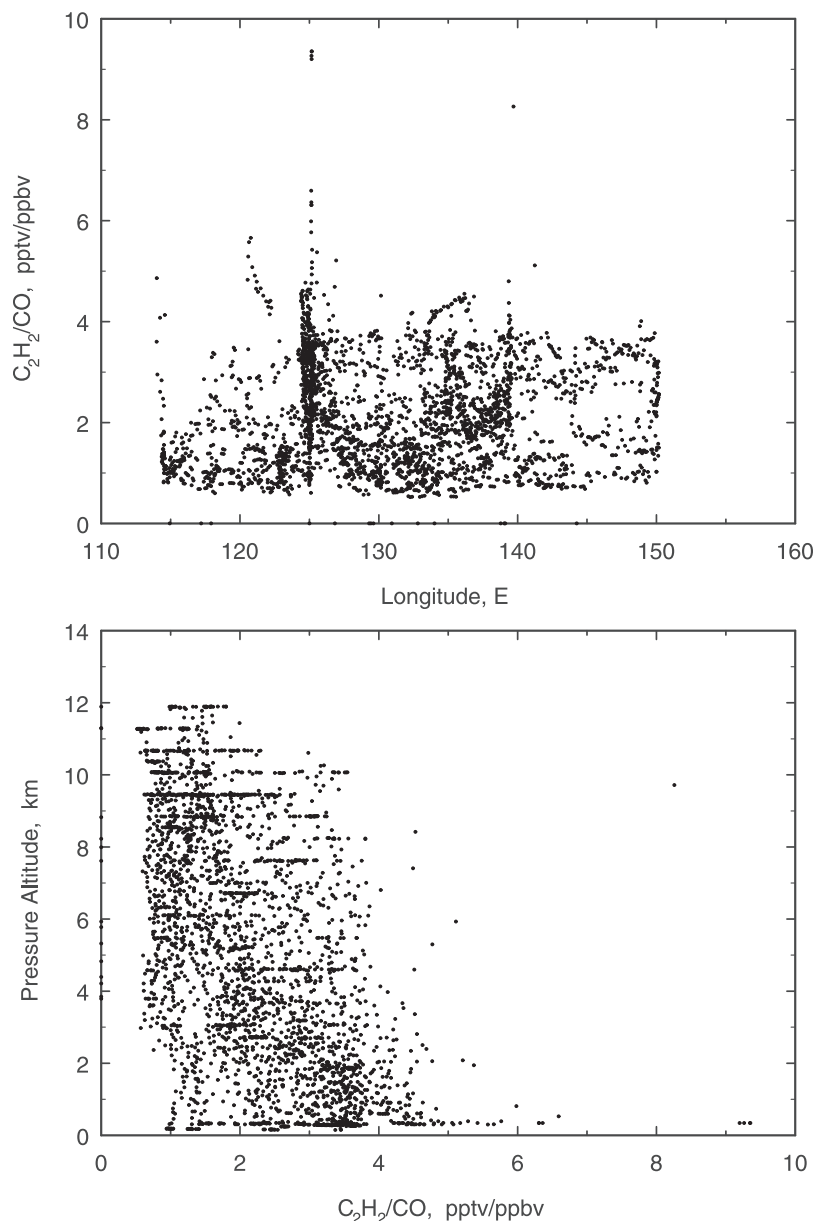 10
8
6
4
2
0
C₂H₂/CO, pptv/ppbv
110 120 130 140 150 160
Longitude, E
14
12
10
8
6
4
2
0
Pressure Altitude, km
0 2 4 6 8 10
C₂H₂/CO, pptv/ppbv